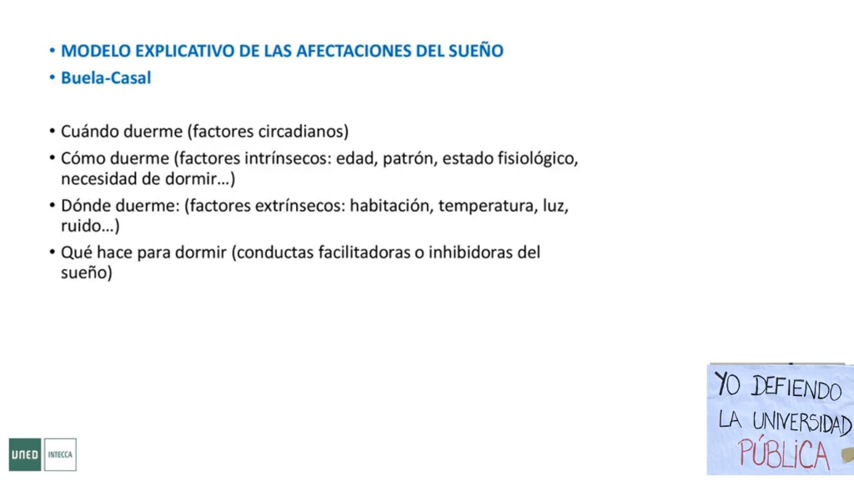 • MODELO EXPLICATIVO DE LAS AFECTACIONES DEL SUEÑO
• Buela-Casal
• Cuándo duerme (factores circadianos)
• Cómo duerme (factores intrínsecos: edad, patrón, estado fisiológico,
necesidad de dormir...)
• Dónde duerme: (factores extrínsecos: habitación, temperatura, luz,
ruido...)
• Qué hace para dormir (conductas facilitadoras o inhibidoras del
sueño)
YO DEFIENDO
LA UNIVERSIDAD
PÚBLICA
UNED INTECCA